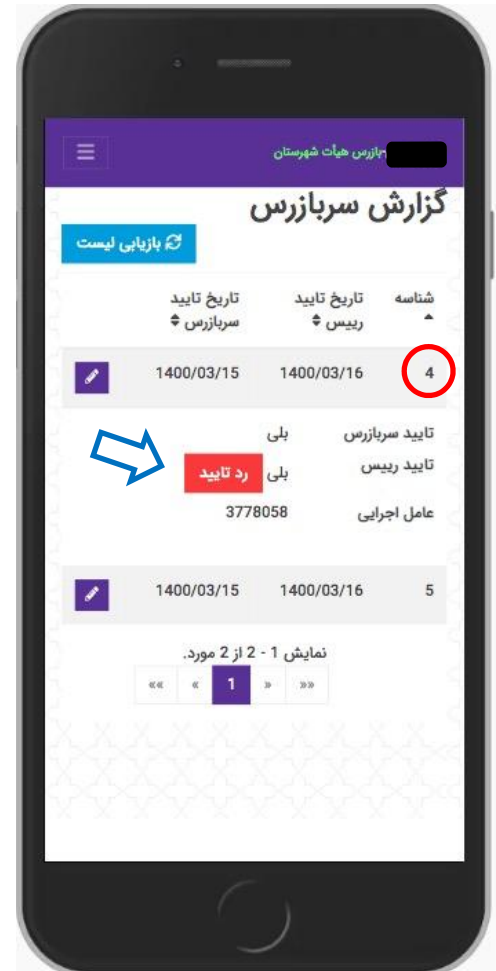 بازرس هیأت شهرستان
گزارش سربازرس
بازیابی لیست
شناسه تاریخ تایید رییس تاریخ تایید سربازرس
4 1400/03/16 1400/03/15
تایید سربازرس بلی
تایید رییس بلی رد تایید
عامل اجرایی 3778058
5 1400/03/16 1400/03/15
نمایش 1 - 2 از 2 مورد.
«« « 1 » »»